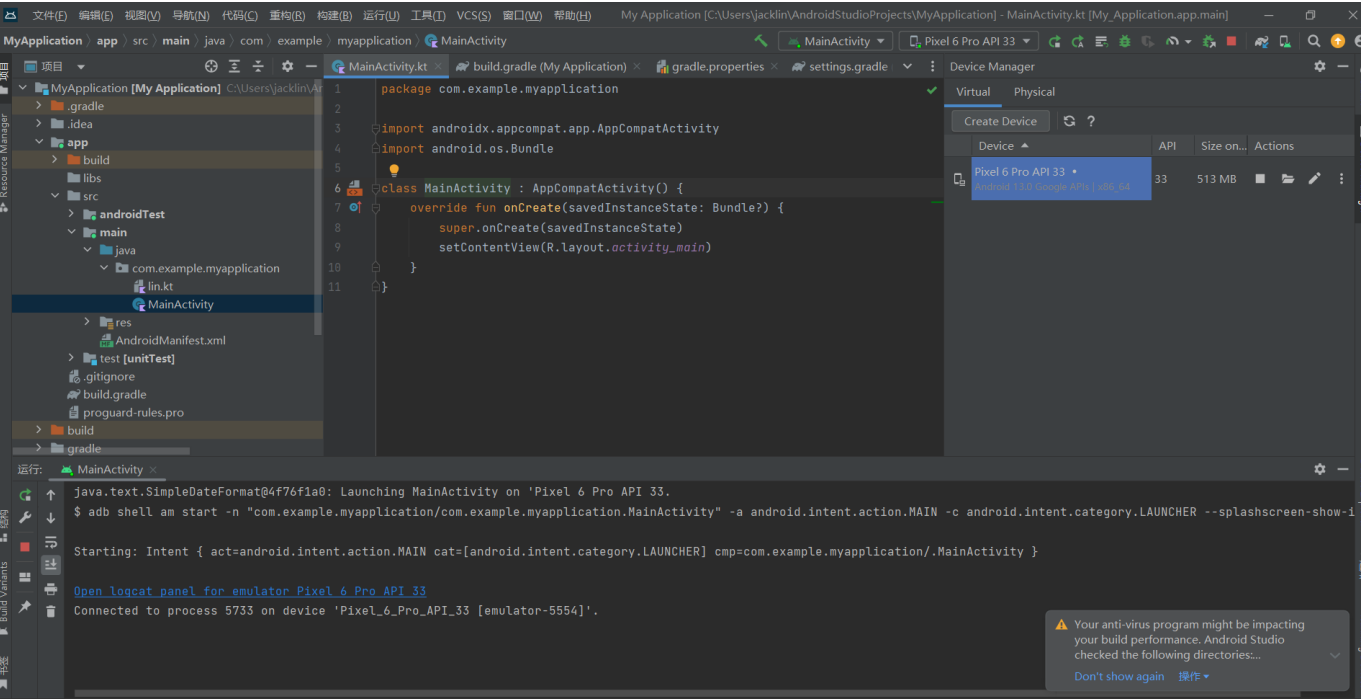 文件(F) 编辑(E) 视图(V) 导航(N) 代码(C) 重构(R) 构建(B) 运行(U) 工具(T) VCS(S) 窗口(W) 帮助(H) My Application [C:\Users\jacklin\AndroidStudioProjects\MyApplication] - MainActivity.kt [My_Application.app.main]
MyApplication app src main java com example myapplication MainActivity
MainActivity Pixel 6 Pro API 33
项目
MainActivity.kt build.gradle (My Application) gradle.properties settings.gradle
Device Manager
项目
Resource Manager
MyApplication [My Application] C:\Users\jacklin\
.gradle
.idea
app
build
libs
src
androidTest
main
java
com.example.myapplication
lin.kt
MainActivity
res
AndroidManifest.xml
test [unitTest]
.gitignore
build.gradle
proguard-rules.pro
build
gradle
1 package com.example.myapplication
2
3 import androidx.appcompat.app.AppCompatActivity
4 import android.os.Bundle
5
6 class MainActivity : AppCompatActivity() {
7 override fun onCreate(savedInstanceState: Bundle?) {
8 super.onCreate(savedInstanceState)
9 setContentView(R.layout.activity_main)
10 }
11 }
Virtual Physical
Create Device ?
Device API Size on... Actions
Pixel 6 Pro API 33 33 513 MB
Android 13.0 Google APIs | x86_64
运行: MainActivity
java.text.SimpleDateFormat@4f76f1a0: Launching MainActivity on 'Pixel 6 Pro API 33.
$ adb shell am start -n "com.example.myapplication/com.example.myapplication.MainActivity" -a android.intent.action.MAIN -c android.intent.category.LAUNCHER --splashscreen-show-i
Starting: Intent { act=android.intent.action.MAIN cat=[android.intent.category.LAUNCHER] cmp=com.example.myapplication/.MainActivity }
Open logcat panel for emulator Pixel 6 Pro API 33
Connected to process 5733 on device 'Pixel_6_Pro_API_33 [emulator-5554]'.
结构
Build Variants
书签
Your anti-virus program might be impacting
your build performance. Android Studio
checked the following directories:...
Don't show again 操作